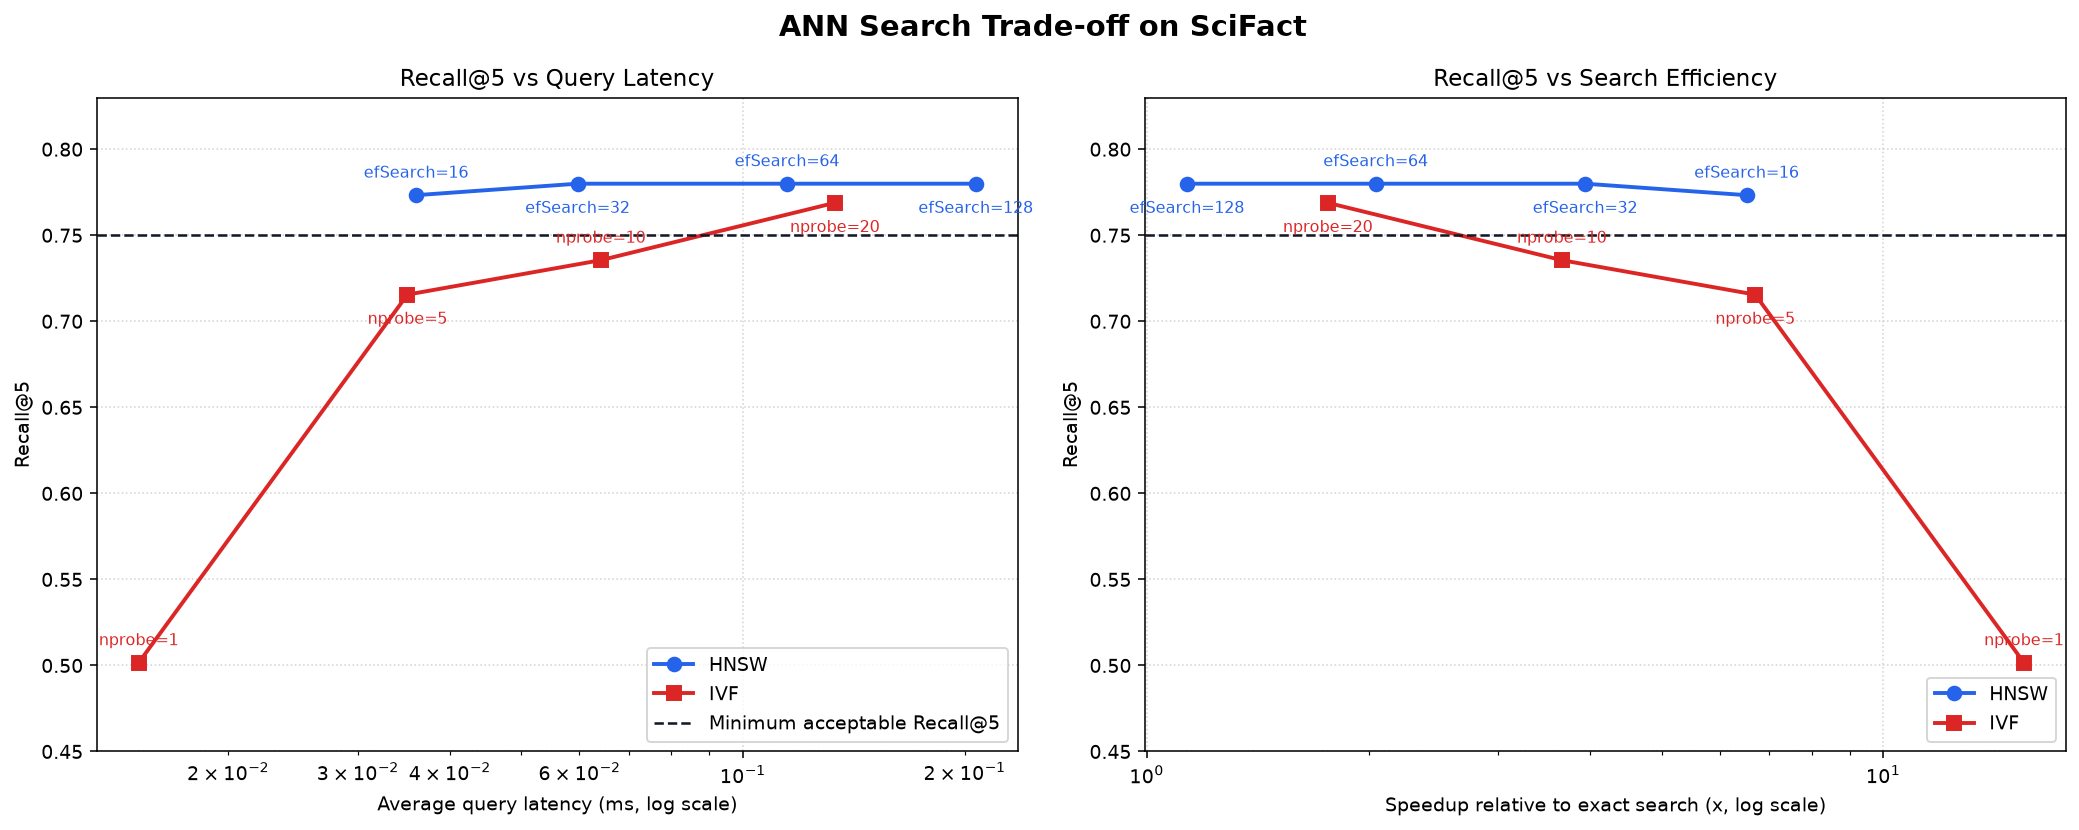 ANN Search Trade-off on SciFact
Recall@5 vs Query Latency
Recall@5
0.80
0.75
0.70
0.65
0.60
0.55
0.50
0.45
efSearch=16
efSearch=32
efSearch=64
efSearch=128
nprobe=1
nprobe=5
nprobe=10
nprobe=20
HNSW
IVF
Minimum acceptable Recall@5
2 × 10⁻²
3 × 10⁻²
4 × 10⁻²
6 × 10⁻²
10⁻¹
2 × 10⁻¹
Average query latency (ms, log scale)
Recall@5 vs Search Efficiency
Recall@5
0.80
0.75
0.70
0.65
0.60
0.55
0.50
0.45
efSearch=128
efSearch=64
efSearch=32
efSearch=16
nprobe=20
nprobe=10
nprobe=5
nprobe=1
HNSW
IVF
10⁰
10¹
Speedup relative to exact search (x, log scale)